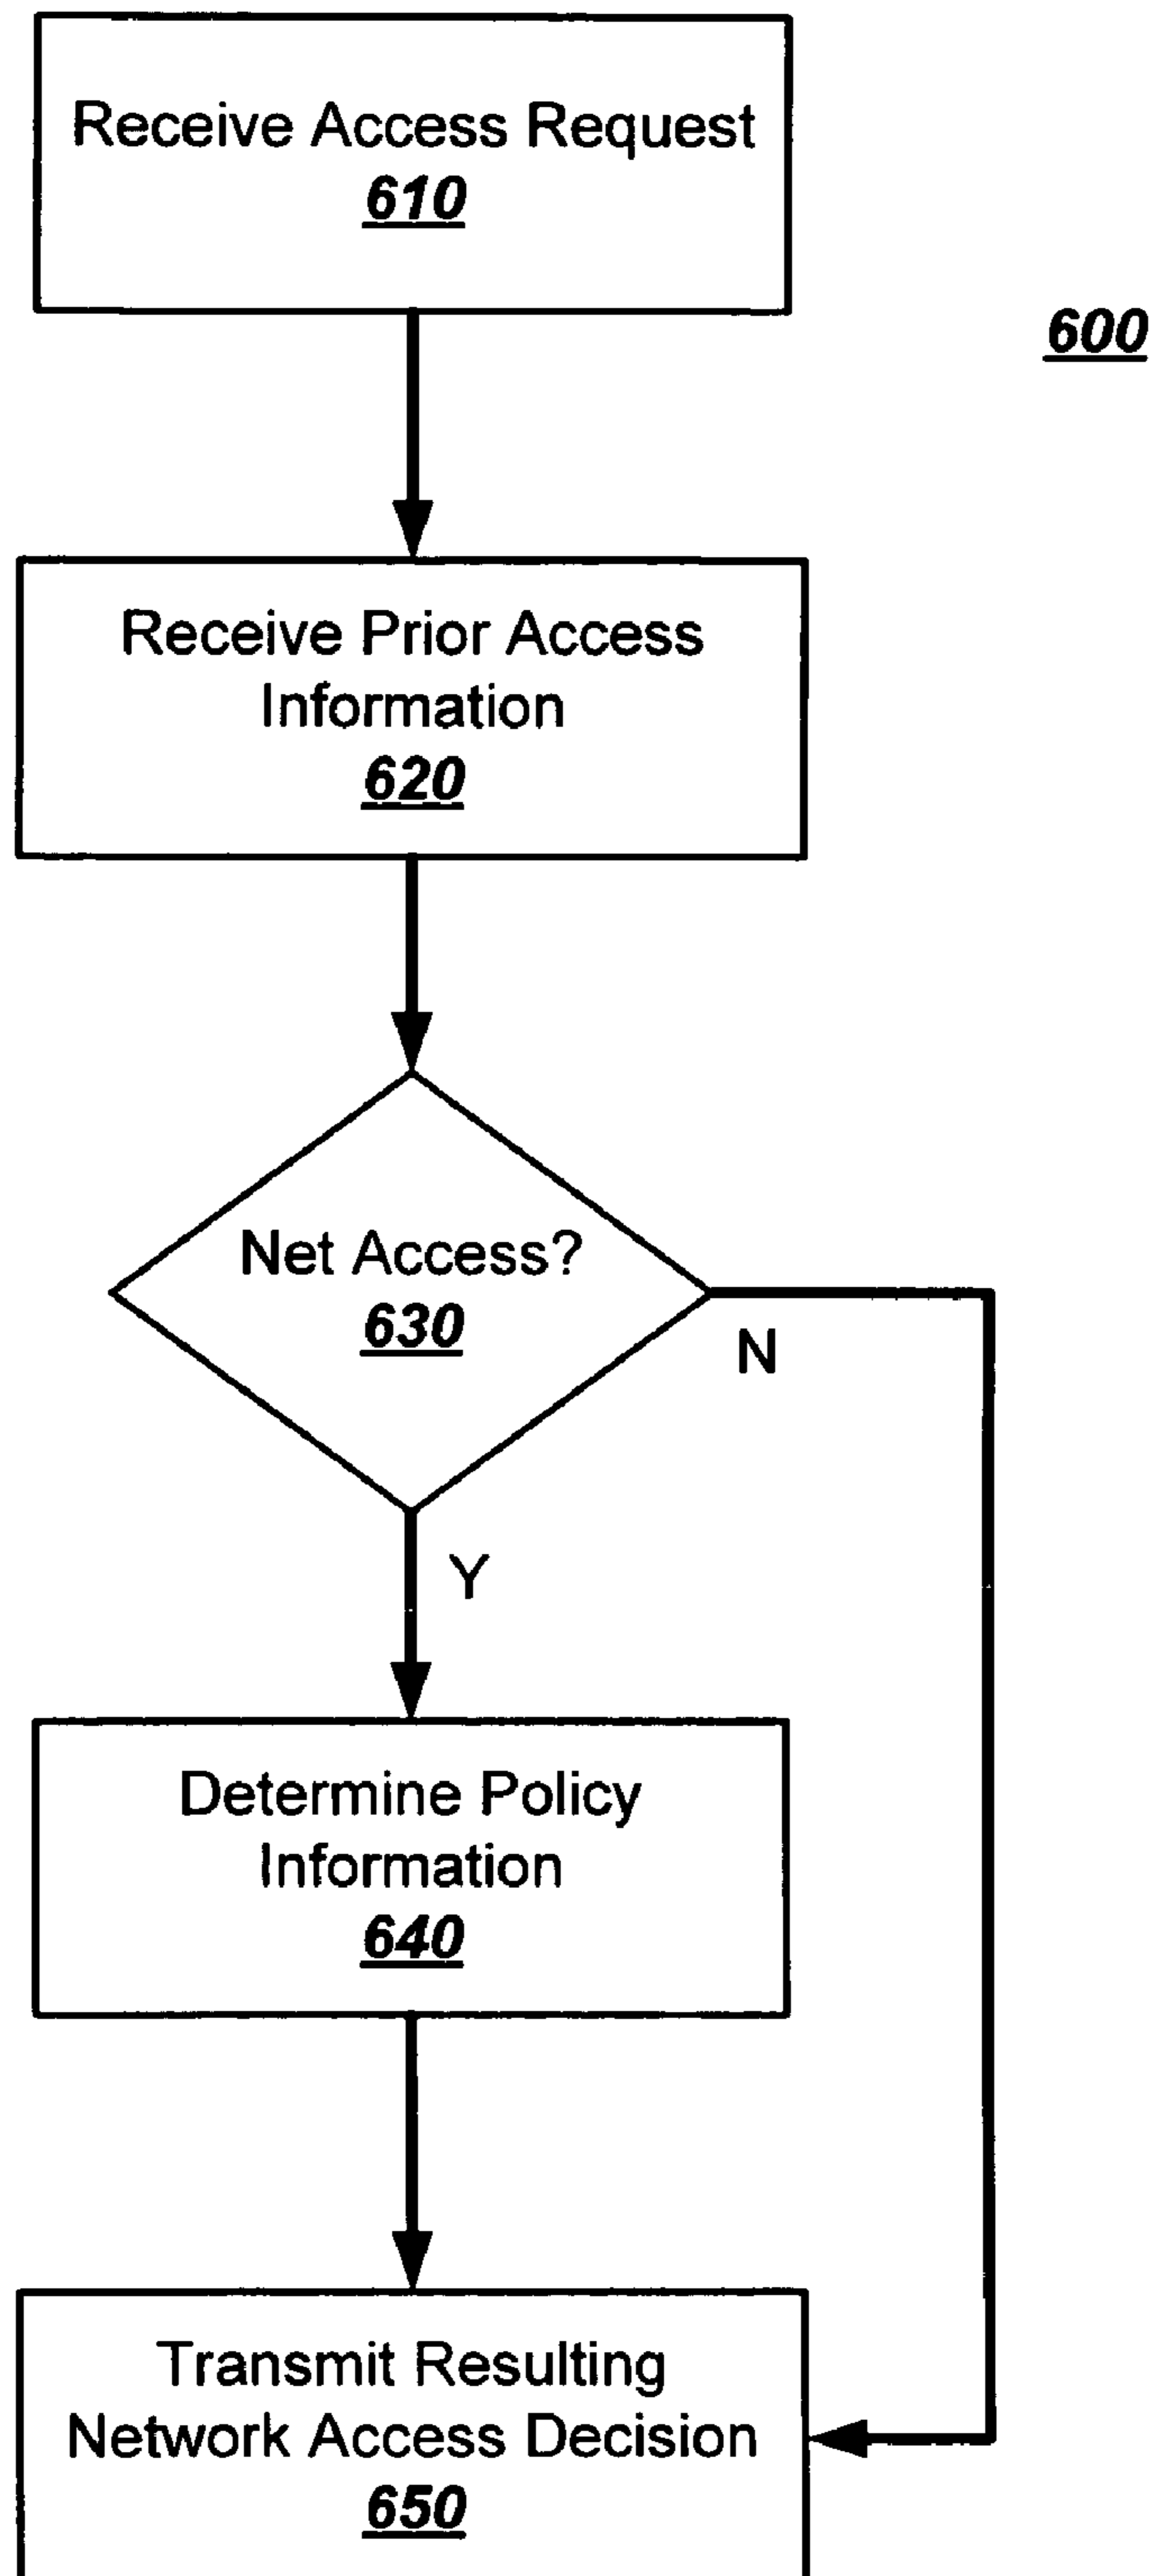 Receive Access Request
610
600
Receive Prior Access
Information
620
Net Access?
630
N
Y
Determine Policy
Information
640
Transmit Resulting
Network Access Decision
650